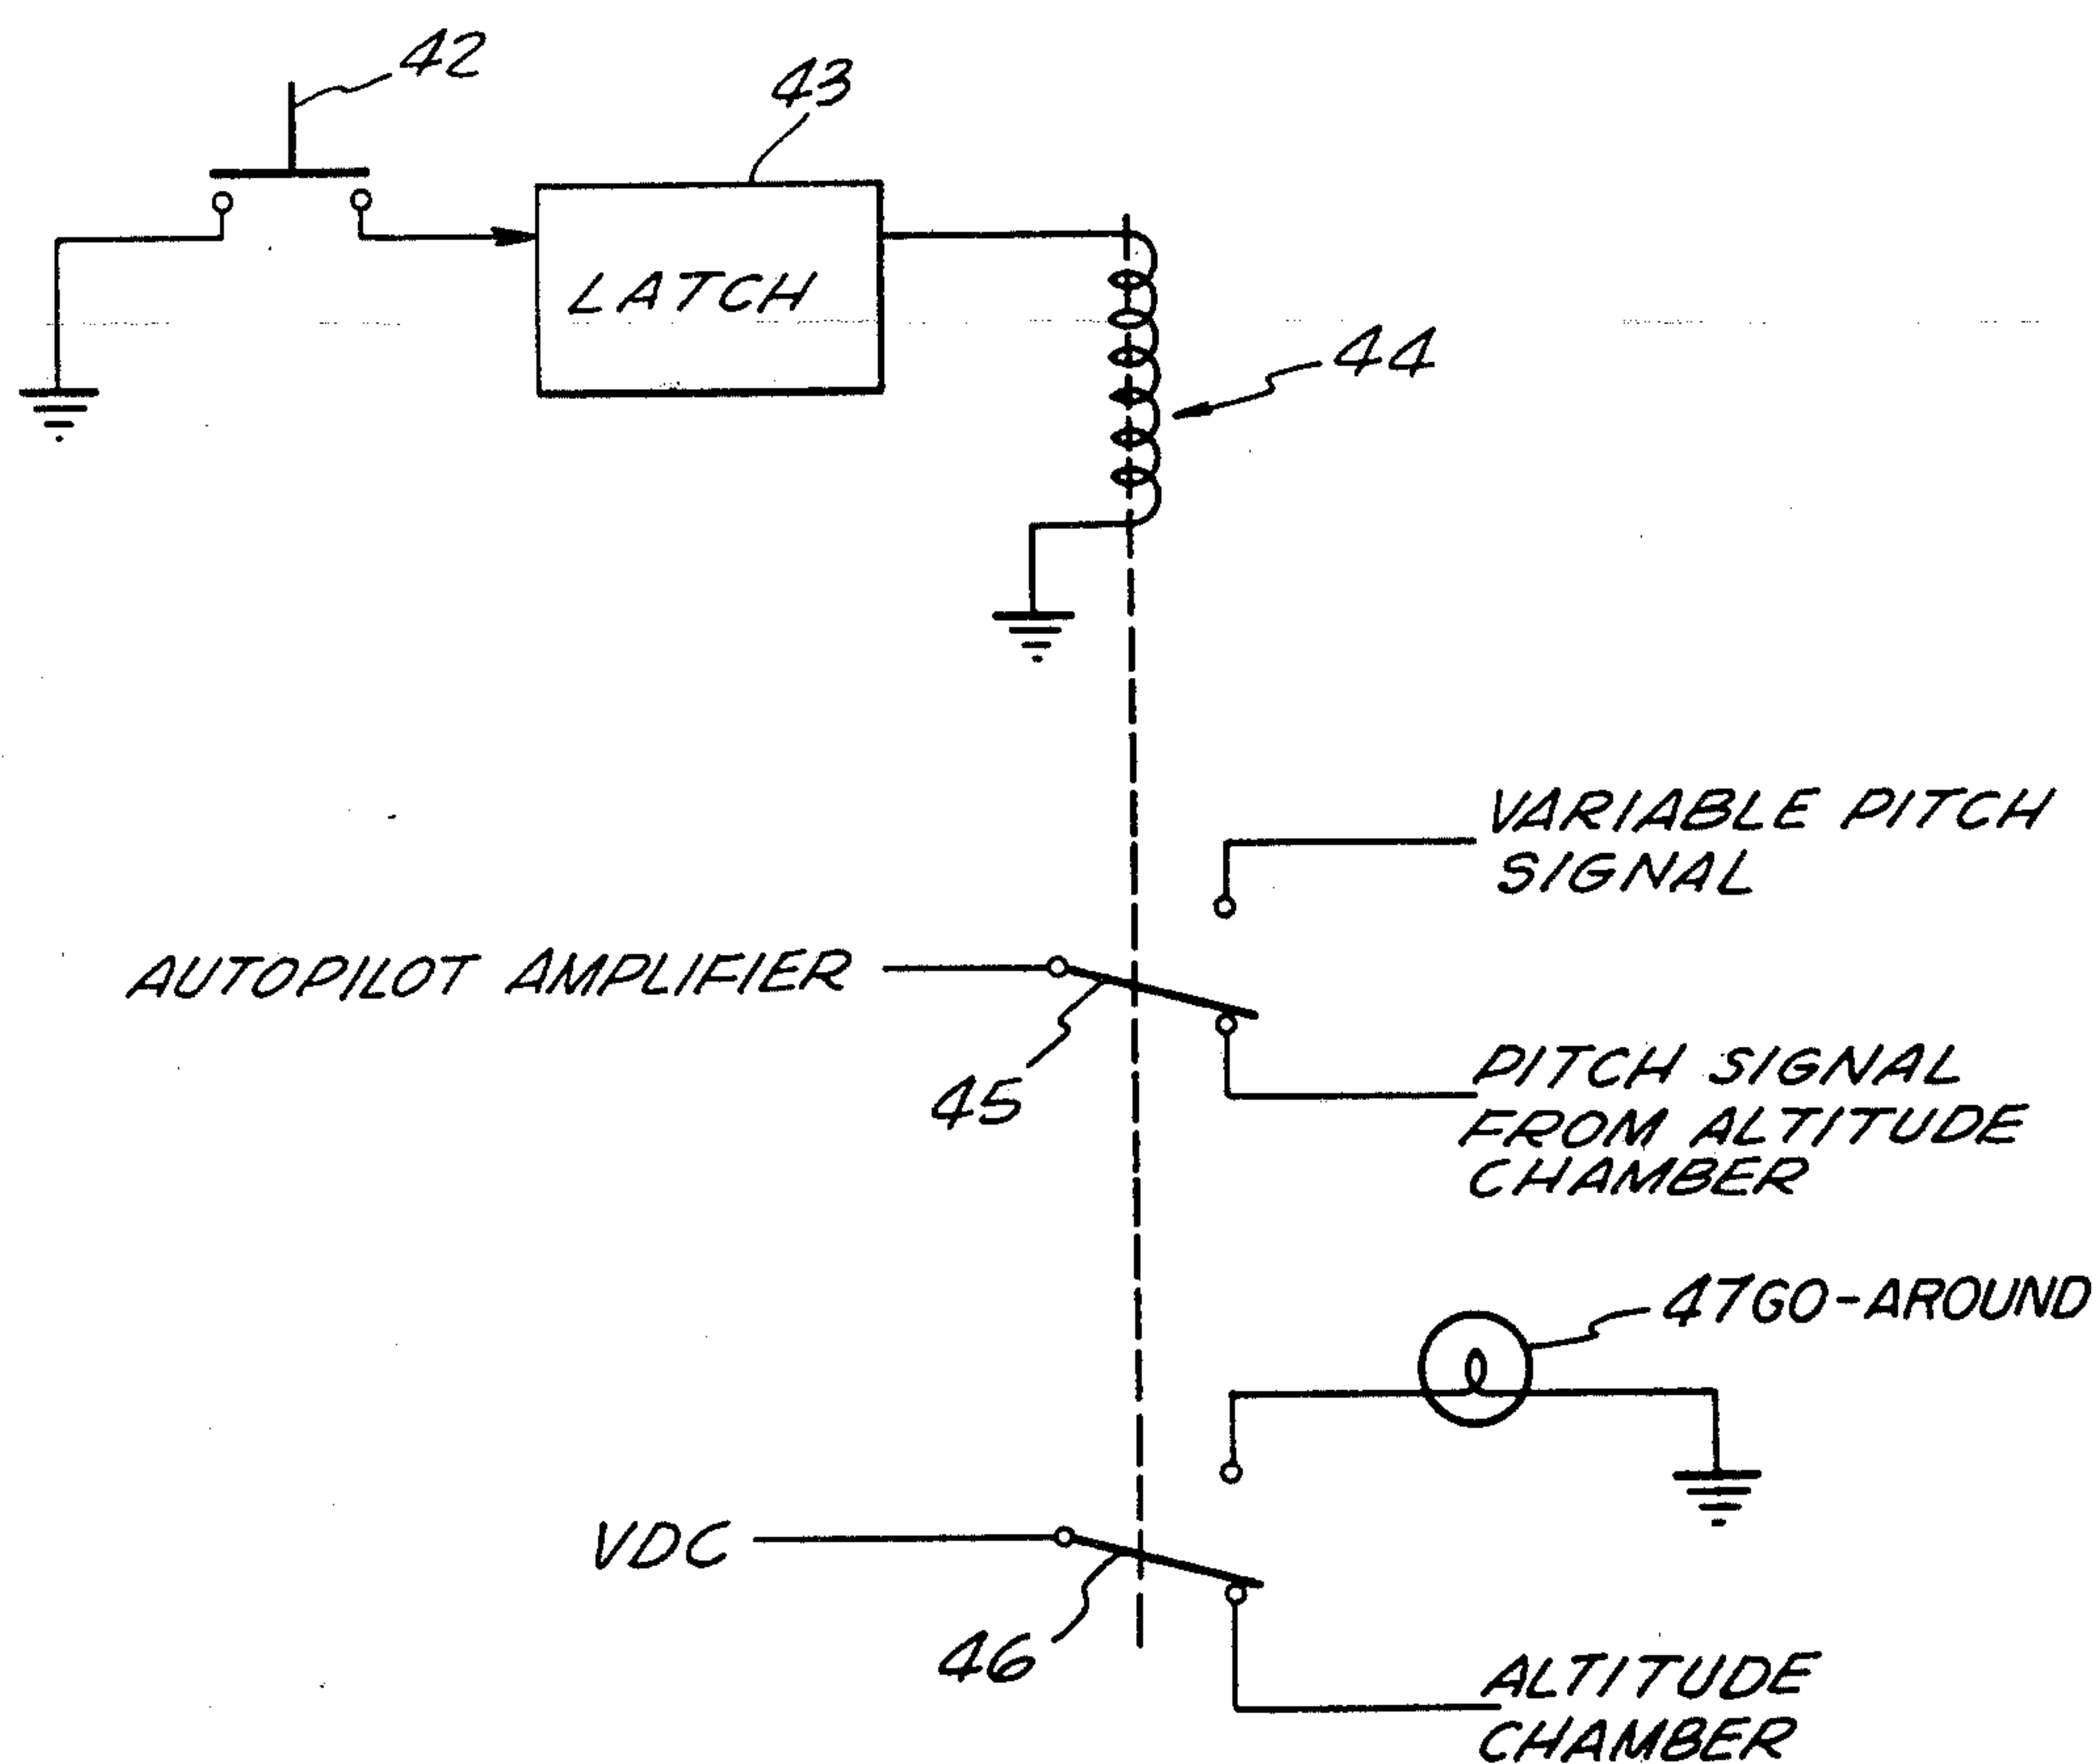 42
43
LATCH
44
VARIABLE PITCH
SIGNAL
AUTOPILOT AMPLIFIER
45
PITCH SIGNAL
FROM ALTITUDE
CHAMBER
47 GO-AROUND
VDC
46
ALTITUDE
CHAMBER